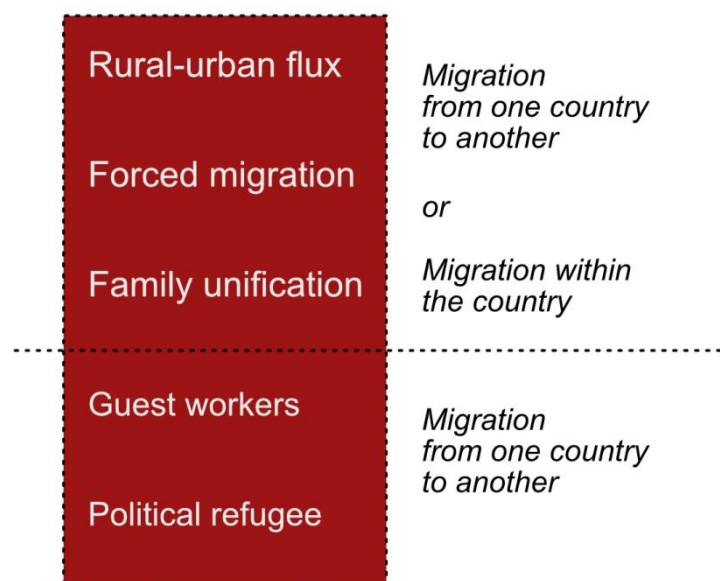 Rural-urban flux
Forced migration
Family unification
Guest workers
Political refugee
Migration
from one country
to another
or
Migration within
the country
Migration
from one country
to another